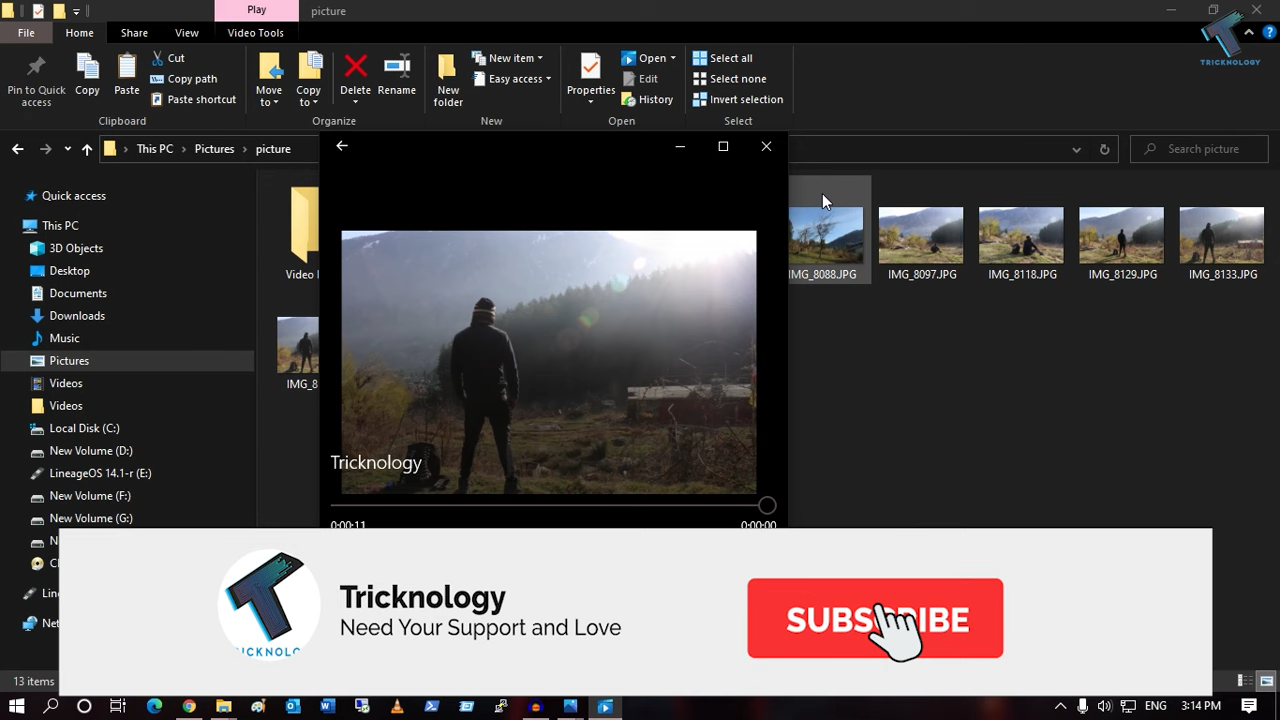 Play
picture
File
Home
Share
View
Video Tools
Pin to Quick access
Copy
Paste
Cut
Copy path
Paste shortcut
Clipboard
Move to
Copy to
Delete
Rename
Organize
New folder
New item
Easy access
New
Properties
Open
Edit
History
Open
Select all
Select none
Invert selection
Select
TRICKNOLOGY
This PC
Pictures
picture
Search picture
Quick access
This PC
3D Objects
Desktop
Documents
Downloads
Music
Pictures
Videos
Videos
Local Disk (C:)
New Volume (D:)
LineageOS 14.1-r (E:)
New Volume (F:)
New Volume (G:)
Video
IMG_8
IMG_8088.JPG
IMG_8097.JPG
IMG_8118.JPG
IMG_8129.JPG
IMG_8133.JPG
Tricknology
0:00:11
0:00:00
Tricknology
Need Your Support and Love
SUBSCRIBE
13 items
ENG
3:14 PM